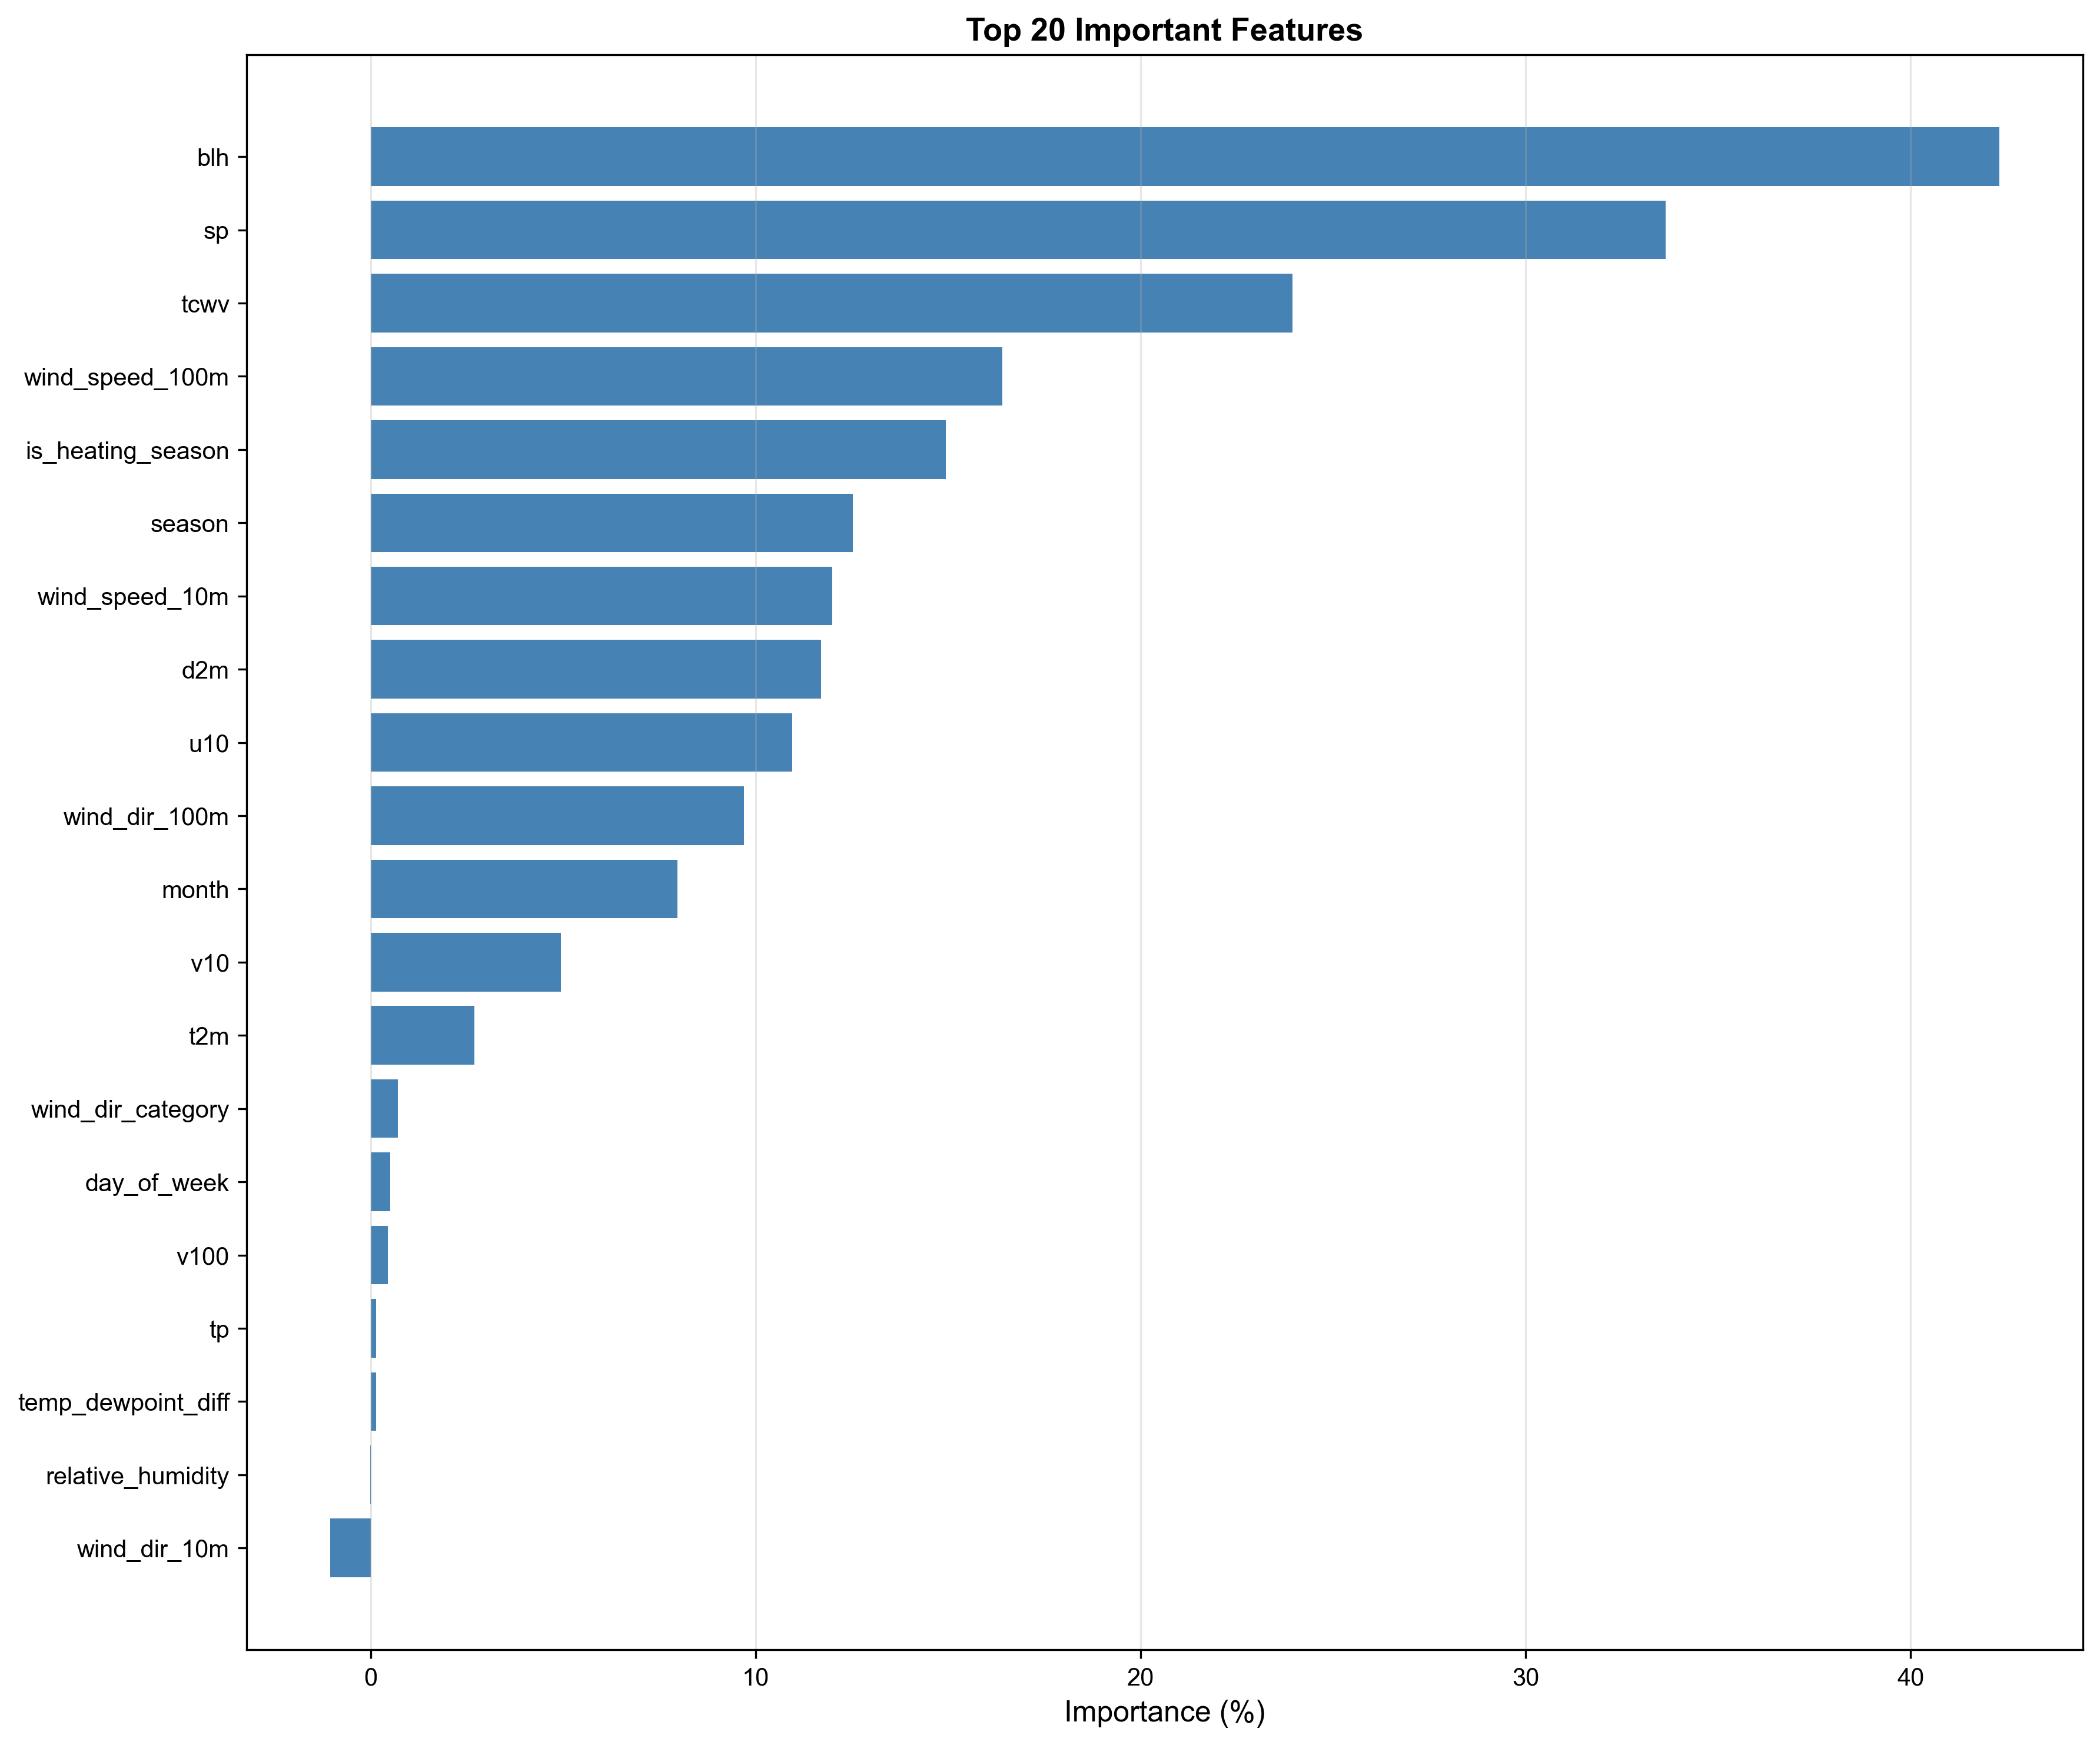 Top 20 Important Features
blh
sp
tcwv
wind_speed_100m
is_heating_season
season
wind_speed_10m
d2m
u10
wind_dir_100m
month
v10
t2m
wind_dir_category
day_of_week
v100
tp
temp_dewpoint_diff
relative_humidity
wind_dir_10m
0 10 20 30 40
Importance (%)